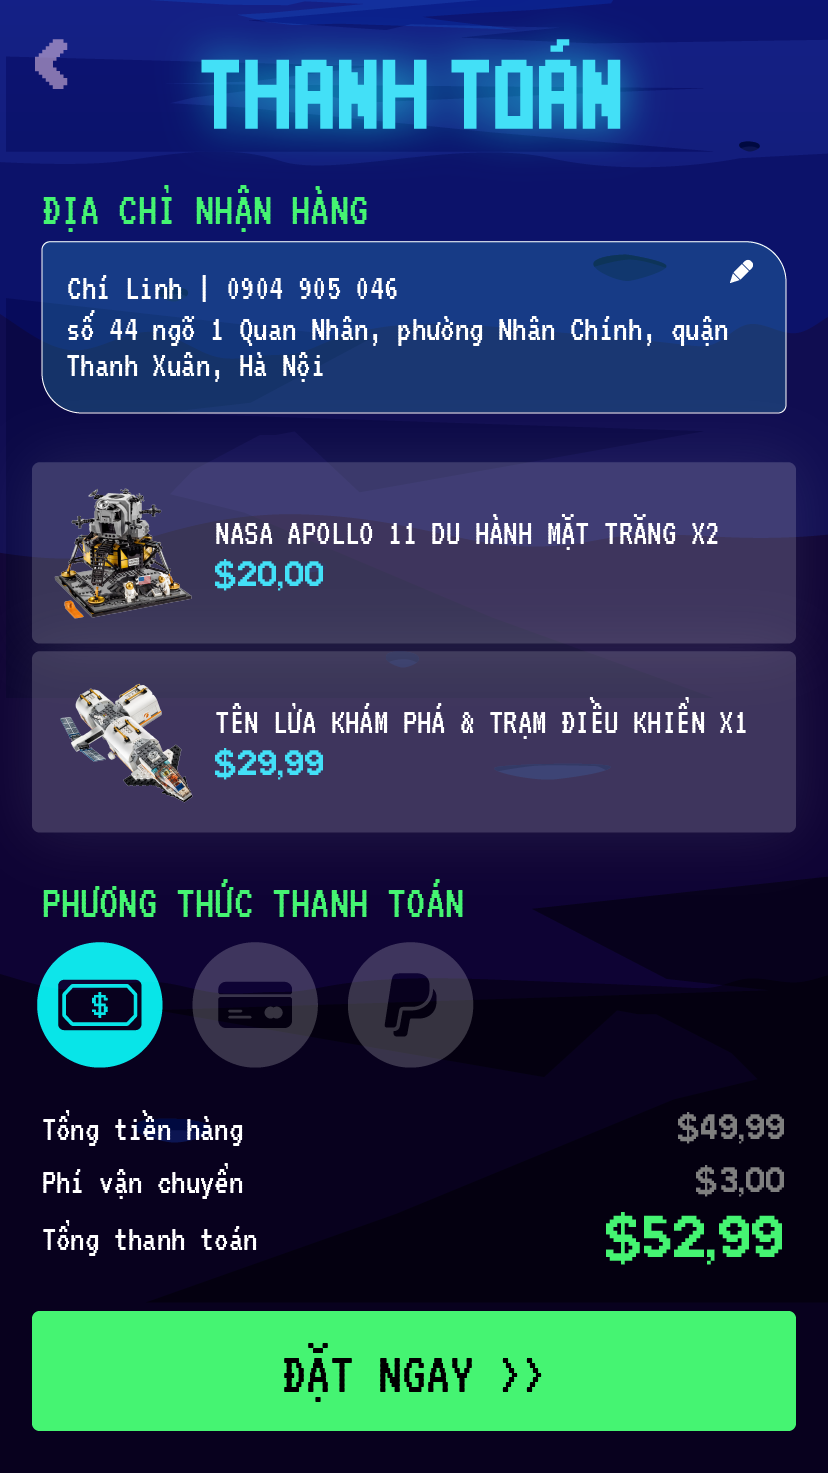 THANH TOÁN
ĐỊA CHỈ NHẬN HÀNG
Chí Linh | 0904 905 046
số 44 ngõ 1 Quan Nhân, phường Nhân Chính, quận
Thanh Xuân, Hà Nội
NASA APOLLO 11 DU HÀNH MẶT TRĂNG X2
$20,00
TÊN LỬA KHÁM PHÁ & TRẠM ĐIỀU KHIỂN X1
$29,99
PHƯƠNG THỨC THANH TOÁN
$
Tổng tiền hàng $49,99
Phí vận chuyển $3,00
Tổng thanh toán $52,99
ĐẶT NGAY >>